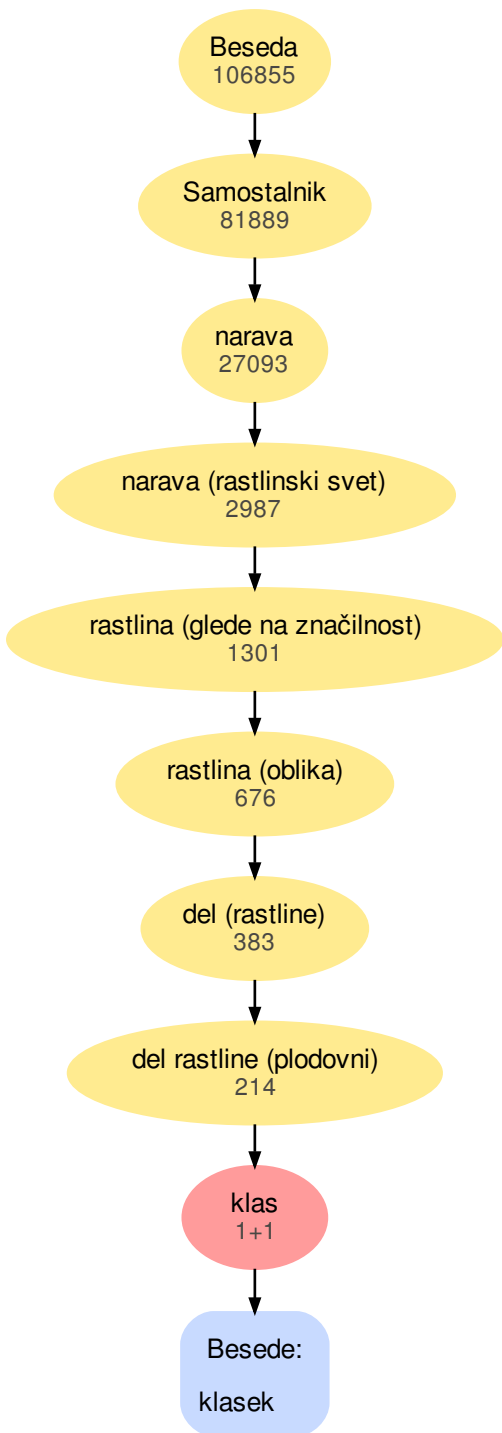 Beseda
106855
Samostalnik
81889
narava
27093
narava (rastlinski svet)
2987
rastlina (glede na značilnost)
1301
rastlina (oblika)
676
del (rastline)
383
del rastline (plodovni)
214
klas
1+1
Besede:
klasek